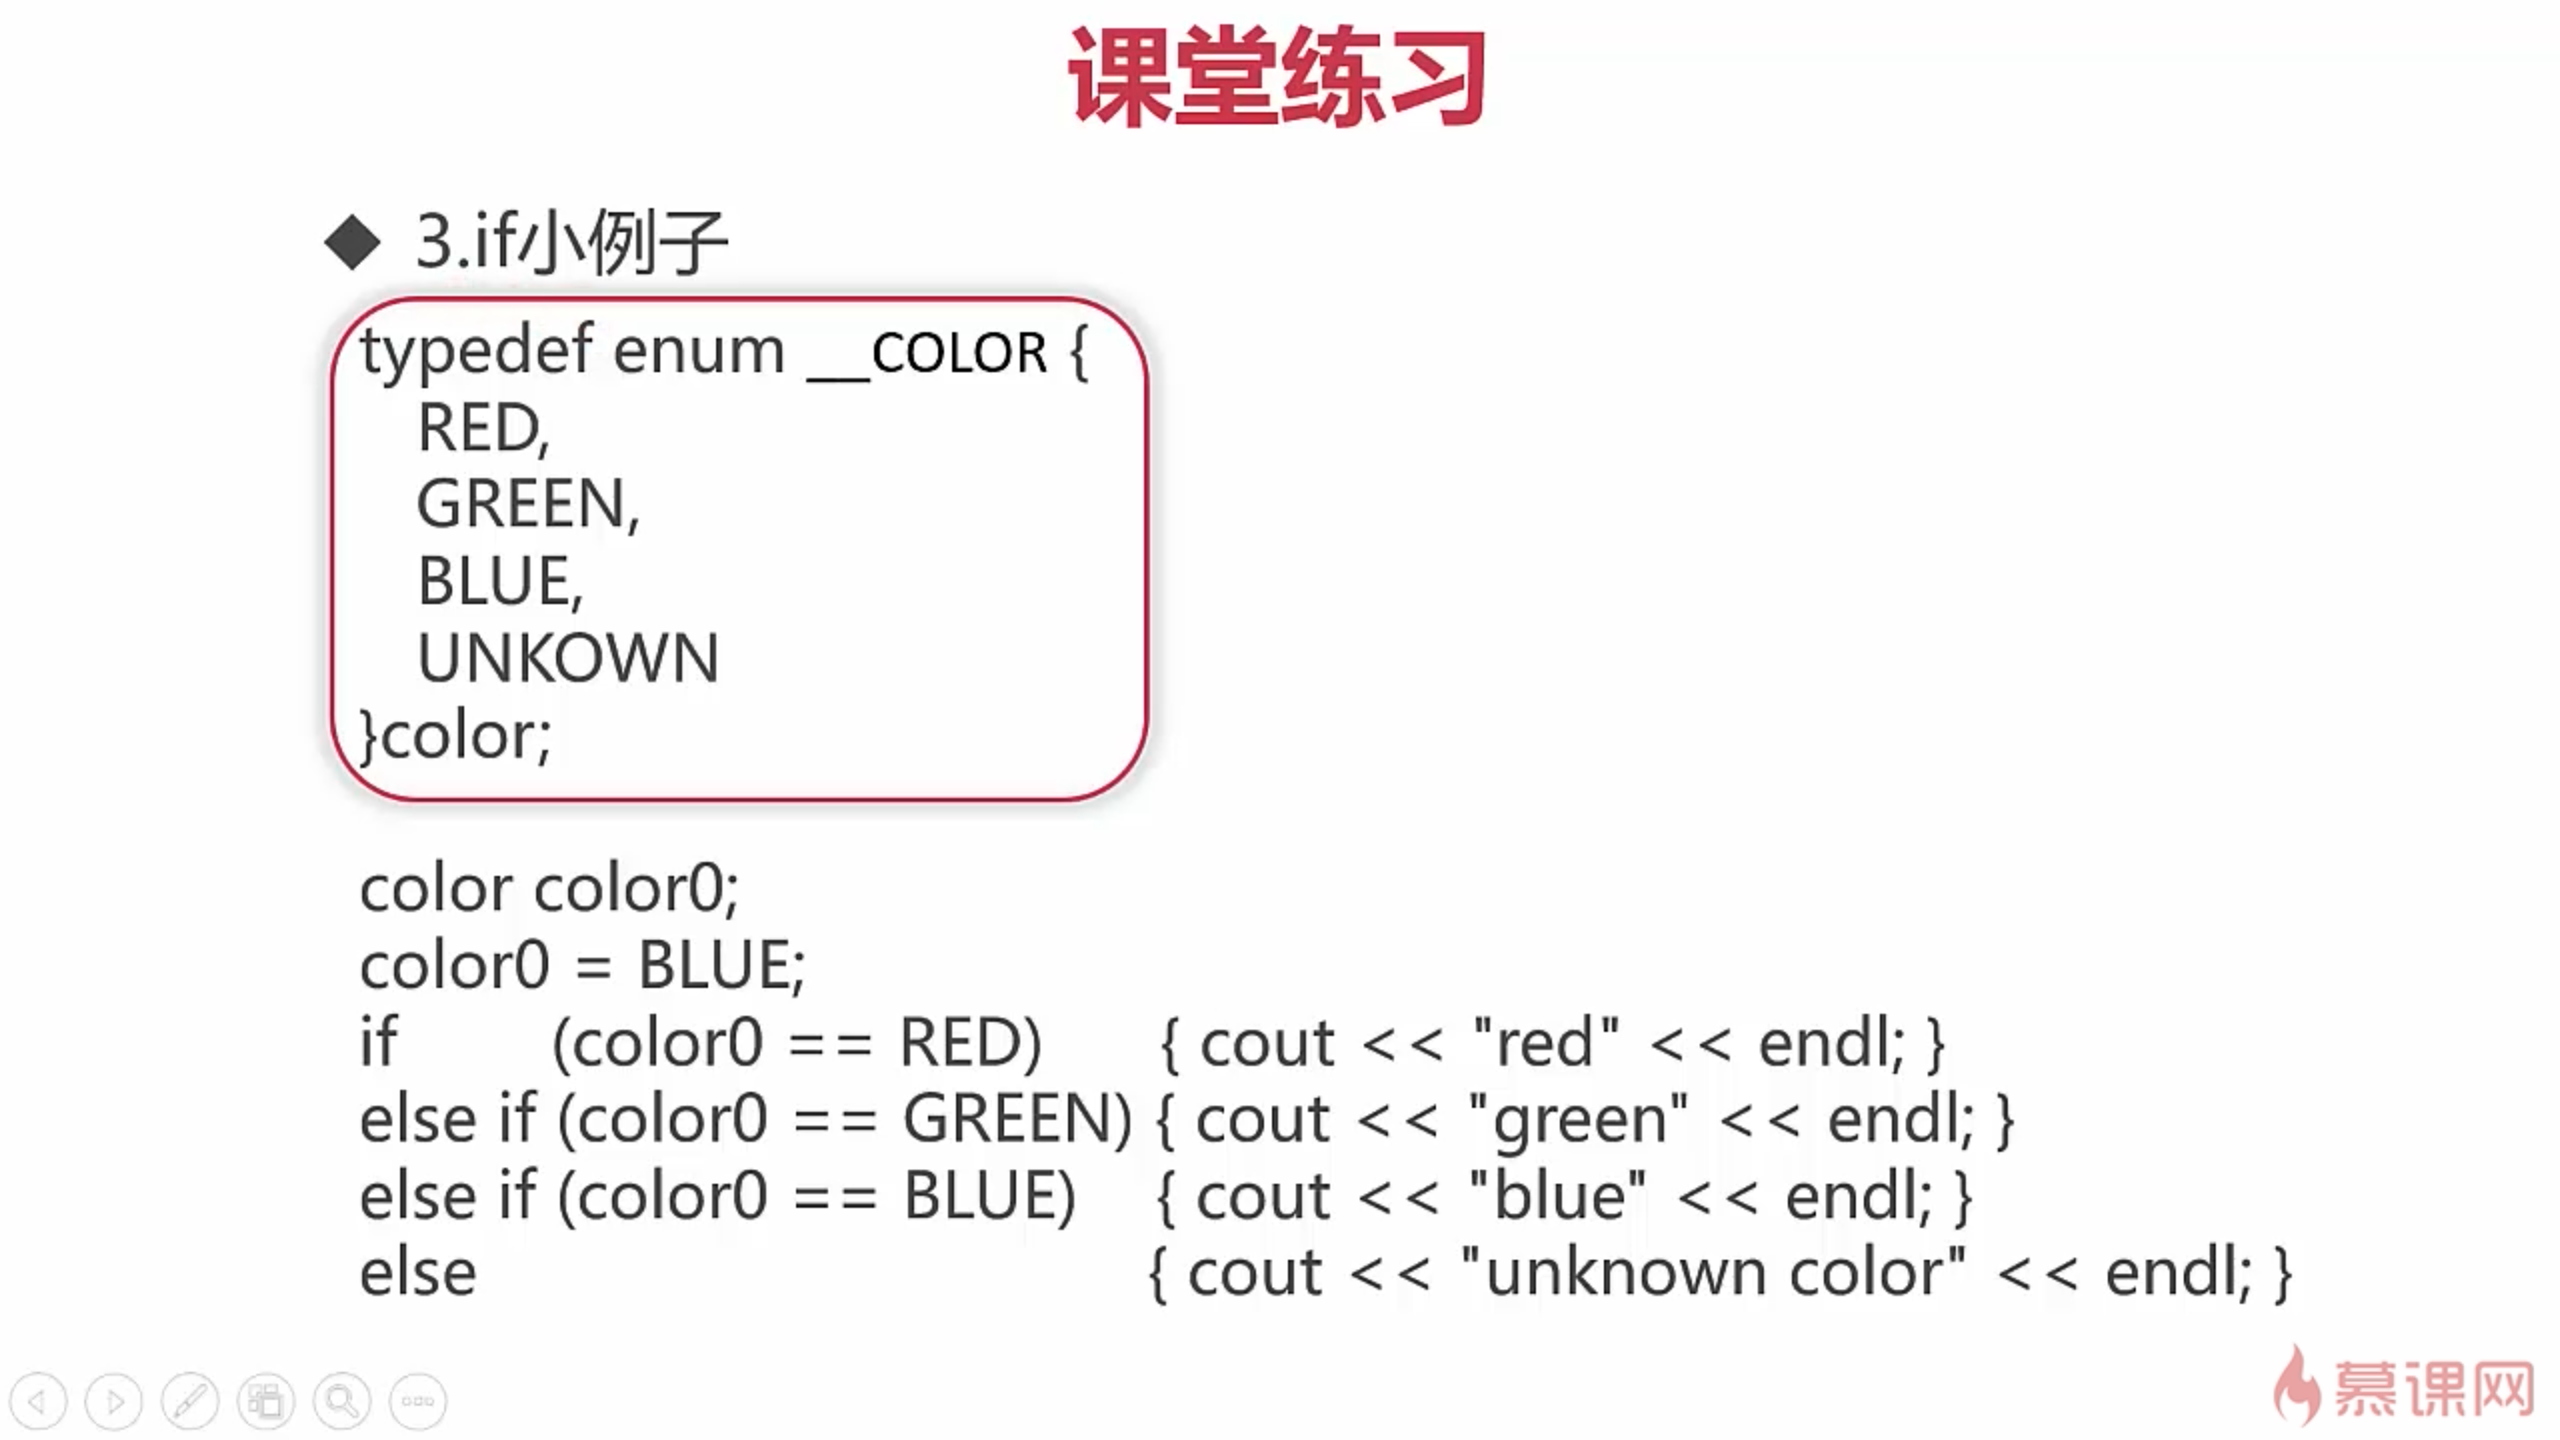 课堂练习
◆ 3.if小例子
typedef enum __COLOR {
    RED,
    GREEN,
    BLUE,
    UNKOWN
}color;
color color0;
color0 = BLUE;
if        (color0 == RED)      { cout << "red" << endl; }
else if (color0 == GREEN) { cout << "green" << endl; }
else if (color0 == BLUE)    { cout << "blue" << endl; }
else                                   { cout << "unknown color" << endl; }
慕课网